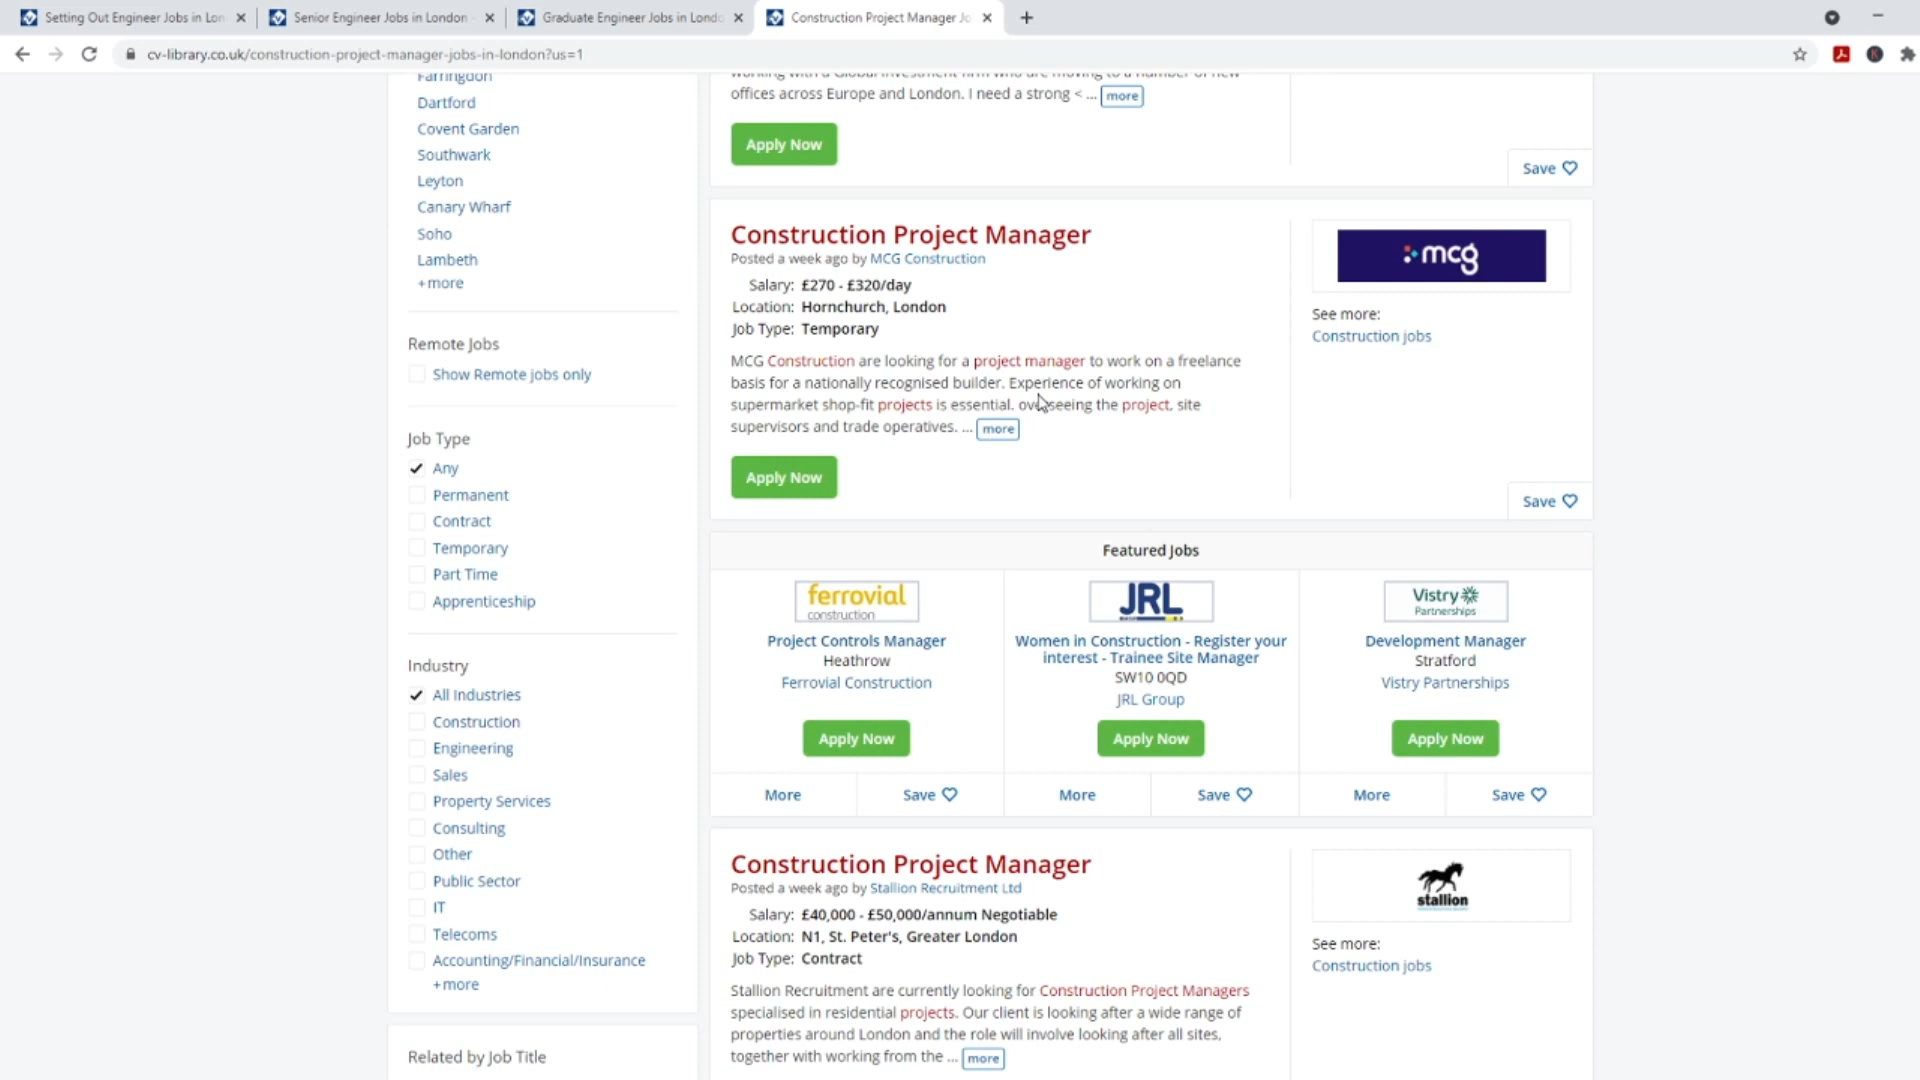 Setting Out Engineer Jobs in Lon
Senior Engineer Jobs in London
Graduate Engineer Jobs in Londo
Construction Project Manager Jo
cv-library.co.uk/construction-project-manager-jobs-in-london?us=1
Farringdon
Dartford
Covent Garden
Southwark
Leyton
Canary Wharf
Soho
Lambeth
+more
Remote Jobs
Show Remote jobs only
Job Type
Any
Permanent
Contract
Temporary
Part Time
Apprenticeship
Industry
All Industries
Construction
Engineering
Sales
Property Services
Consulting
Other
Public Sector
IT
Telecoms
Accounting/Financial/Insurance
+more
Related by Job Title
working with a Global investment firm who are moving to a number of new
offices across Europe and London. I need a strong < ... more
Apply Now
Save
Construction Project Manager
Posted a week ago by MCG Construction
Salary: £270 - £320/day
Location: Hornchurch, London
Job Type: Temporary
MCG Construction are looking for a project manager to work on a freelance
basis for a nationally recognised builder. Experience of working on
supermarket shop-fit projects is essential. overseeing the project, site
supervisors and trade operatives. ... more
Apply Now
mcg
See more:
Construction jobs
Save
Featured Jobs
ferrovial
construction
Project Controls Manager
Heathrow
Ferrovial Construction
Apply Now
More Save
JRL
Women in Construction - Register your
interest - Trainee Site Manager
SW10 0QD
JRL Group
Apply Now
More Save
Vistry
Partnerships
Development Manager
Stratford
Vistry Partnerships
Apply Now
More Save
Construction Project Manager
Posted a week ago by Stallion Recruitment Ltd
Salary: £40,000 - £50,000/annum Negotiable
Location: N1, St. Peter's, Greater London
Job Type: Contract
Stallion Recruitment are currently looking for Construction Project Managers
specialised in residential projects. Our client is looking after a wide range of
properties around London and the role will involve looking after all sites,
together with working from the ... more
stallion
See more:
Construction jobs